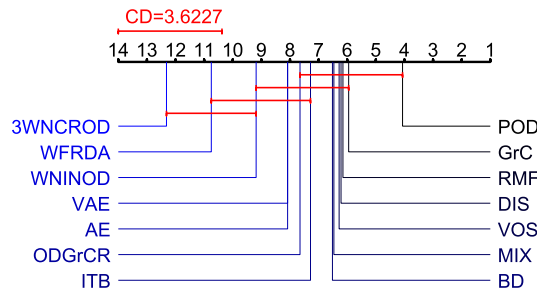 CD=3.6227
14 13 12 11 10 9 8 7 6 5 4 3 2 1
3WNCROD POD
WFRDA GrC
WNINOD RMF
VAE DIS
AE VOS
ODGrCR MIX
ITB BD